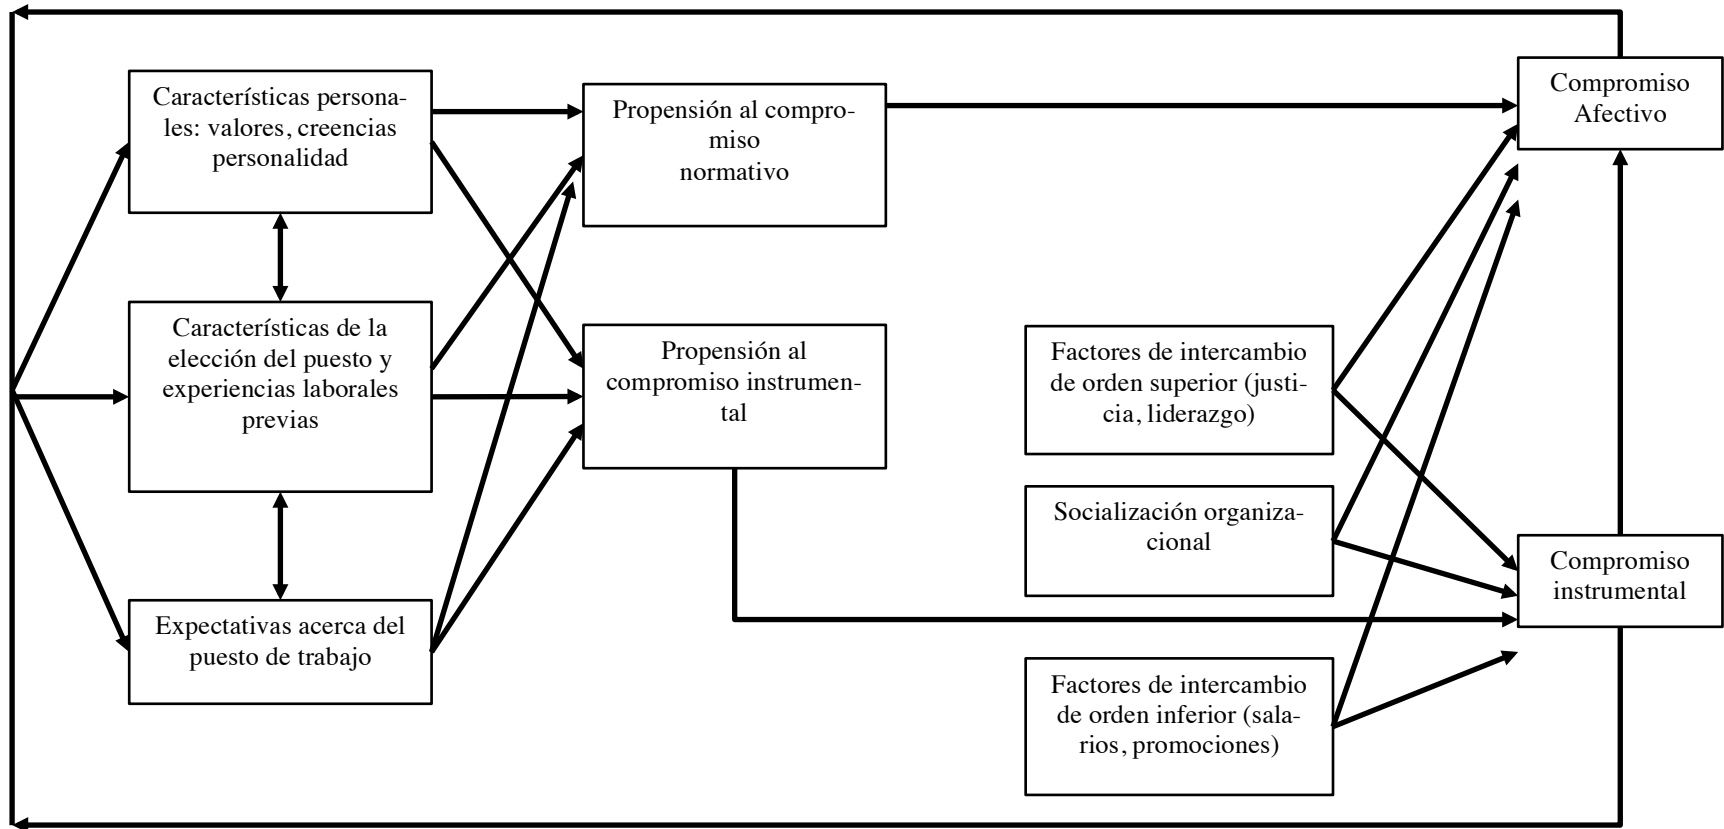 Características persona-
les: valores, creencias
personalidad
Características de la
elección del puesto y
experiencias laborales
previas
Expectativas acerca del
puesto de trabajo
Propensión al compro-
miso
normativo
Propensión al
compromiso instrumen-
tal
Factores de intercambio
de orden superior (justi-
cia, liderazgo)
Socialización organiza-
cional
Factores de intercambio
de orden inferior (sala-
rios, promociones)
Compromiso
Afectivo
Compromiso
instrumental